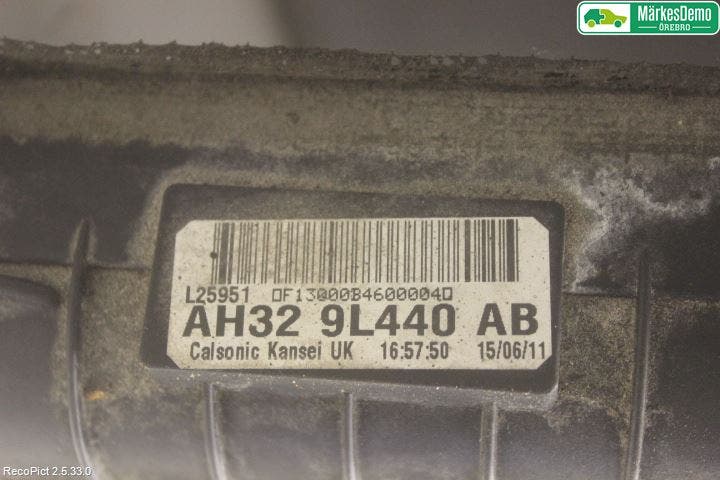 MärkesDemo
ÖREBRO
L25951 □F13000B4600004□
AH32 9L440 AB
Calsonic Kansei UK 16:57:50 15/06/11
RecoPict 2.5.33.0